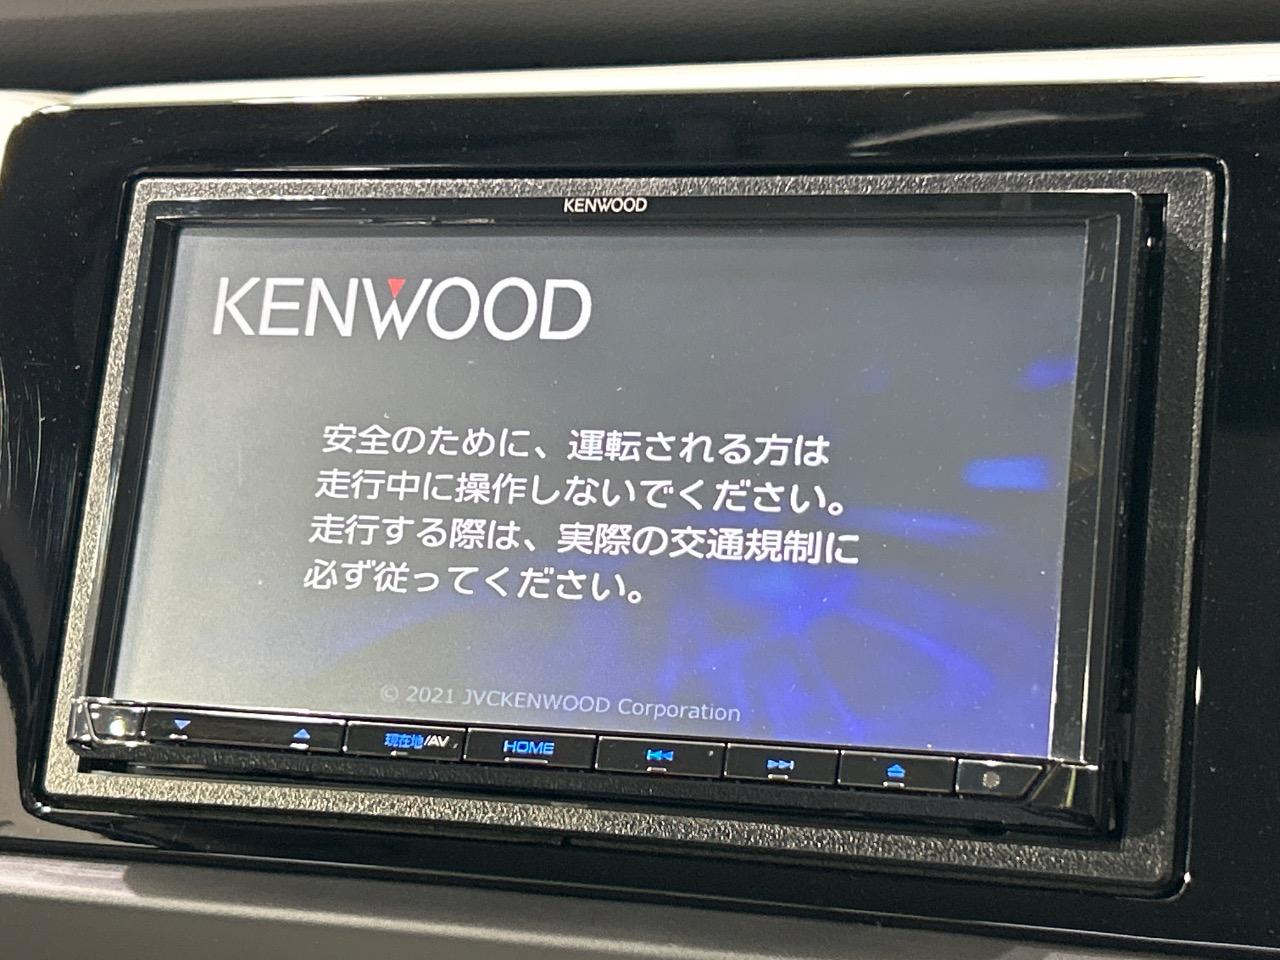 KENWOOD
KENWOOD
安全のために、運転される方は
走行中に操作しないでください。
走行する際は、実際の交通規制に
必ず従ってください。
© 2021 JVCKENWOOD Corporation
現在地/AV
HOME